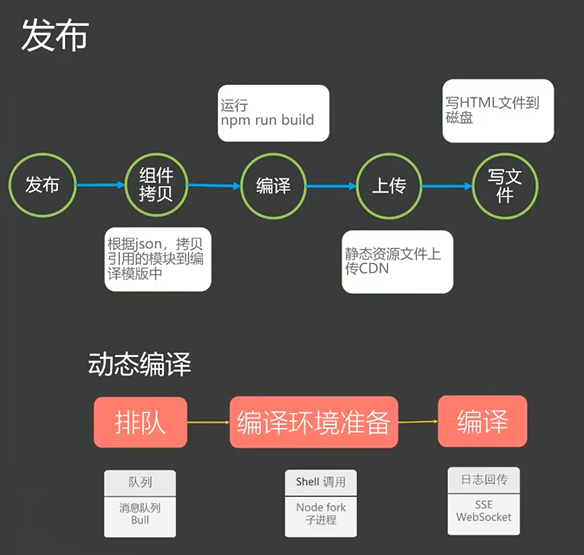 发布
运行
npm run build
写HTML文件到
磁盘
发布
组件
拷贝
编译
上传
写文
件
根据json，拷贝
引用的模块到编
译模版中
静态资源文件上
传CDN
动态编译
排队
编译环境准备
编译
队列
消息队列
Bull
Shell 调用
Node fork
子进程
日志回传
SSE
WebSocket